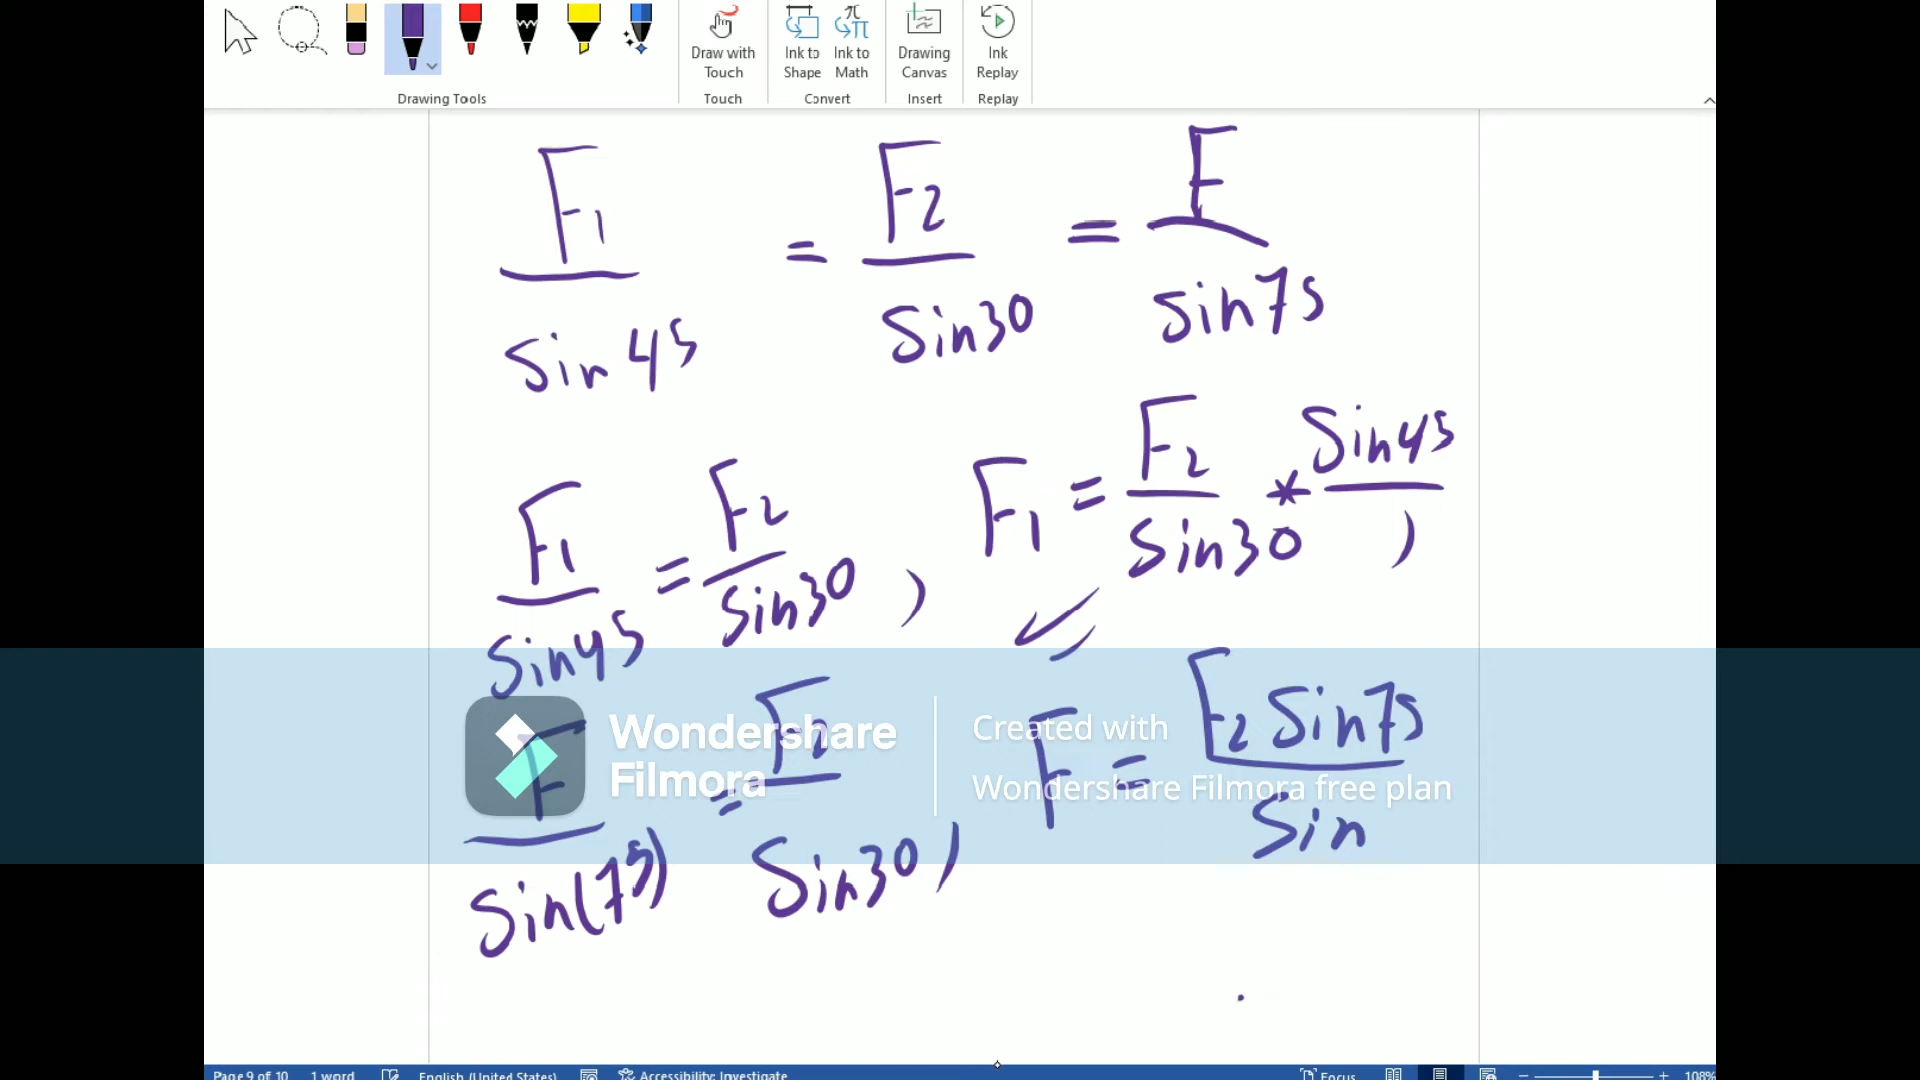 Draw with Touch
Ink to Shape
Ink to Math
Drawing Canvas
Ink Replay
Drawing Tools
Touch
Convert
Insert
Replay
F1 / Sin 45 = F2 / Sin30 = F / Sin75
F1 / Sin45 = F2 / Sin30 , F1 = F2 / Sin30 * Sin45 )
F / Sin(75) = F2 / Sin30 , F = F2 Sin75 / Sin
Wondershare Filmora
Created with
Wondershare Filmora free plan
Page 9 of 10 1 word English (United States) Accessibility: Investigate Focus 108%